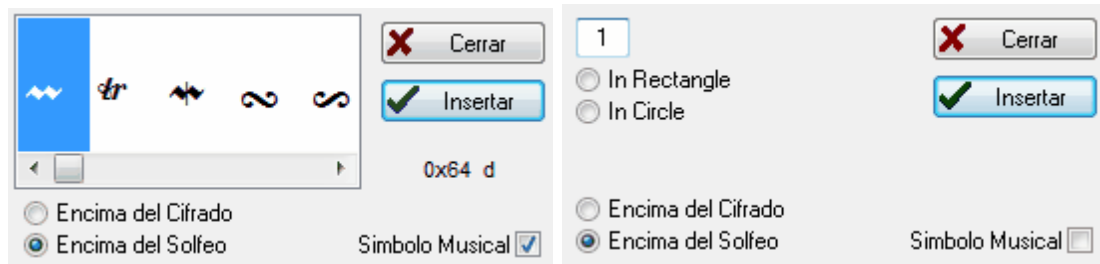 Cerrar
tr
Insertar
0x64 d
Encima del Cifrado
Encima del Solfeo
Simbolo Musical
1
Cerrar
In Rectangle
Insertar
In Circle
Encima del Cifrado
Encima del Solfeo
Simbolo Musical